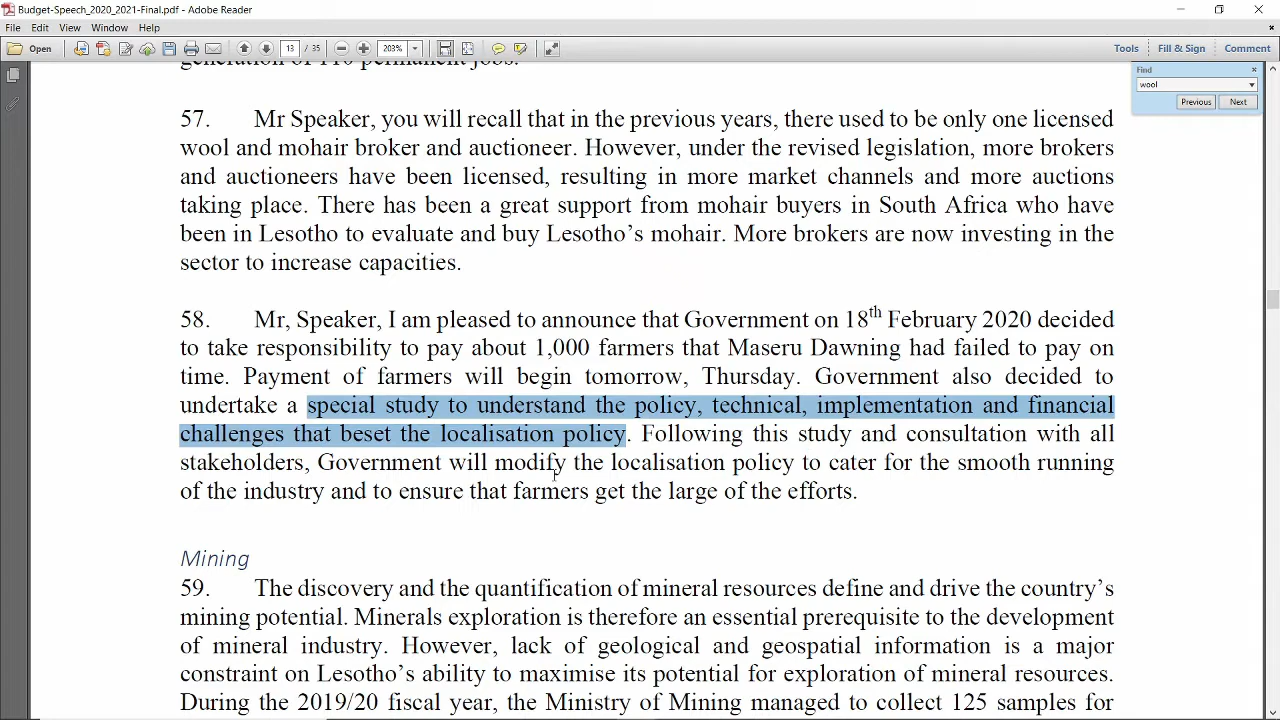 Budget-Speech_2020_2021-Final.pdf - Adobe Reader
File Edit View Window Help
Open 13 / 35 203% Tools Fill & Sign Comment
Find
wool
Previous Next
generation of 110 permanent jobs.
57. Mr Speaker, you will recall that in the previous years, there used to be only one licensed
wool and mohair broker and auctioneer. However, under the revised legislation, more brokers
and auctioneers have been licensed, resulting in more market channels and more auctions
taking place. There has been a great support from mohair buyers in South Africa who have
been in Lesotho to evaluate and buy Lesotho’s mohair. More brokers are now investing in the
sector to increase capacities.
58. Mr, Speaker, I am pleased to announce that Government on 18th February 2020 decided
to take responsibility to pay about 1,000 farmers that Maseru Dawning had failed to pay on
time. Payment of farmers will begin tomorrow, Thursday. Government also decided to
undertake a special study to understand the policy, technical, implementation and financial
challenges that beset the localisation policy. Following this study and consultation with all
stakeholders, Government will modify the localisation policy to cater for the smooth running
of the industry and to ensure that farmers get the large of the efforts.
Mining
59. The discovery and the quantification of mineral resources define and drive the country’s
mining potential. Minerals exploration is therefore an essential prerequisite to the development
of mineral industry. However, lack of geological and geospatial information is a major
constraint on Lesotho’s ability to maximise its potential for exploration of mineral resources.
During the 2019/20 fiscal year, the Ministry of Mining managed to collect 125 samples for